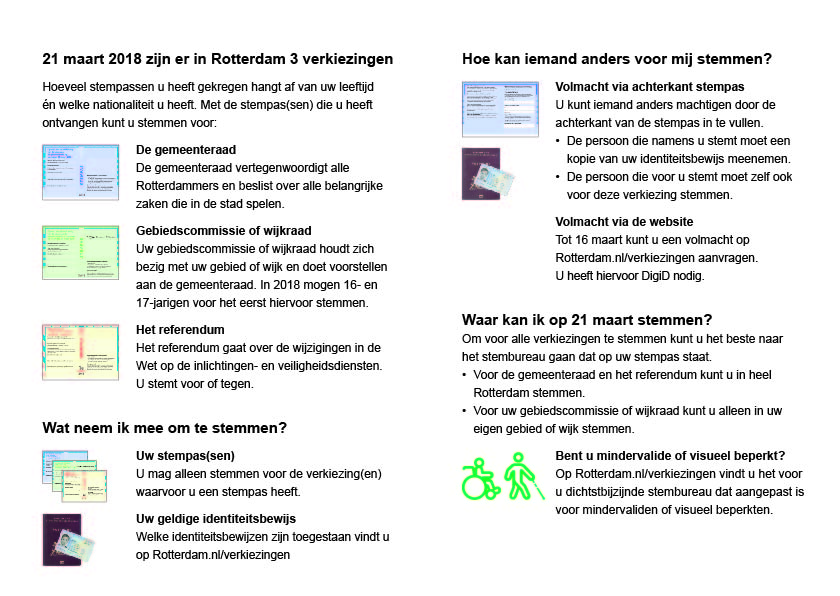 21 maart 2018 zijn er in Rotterdam 3 verkiezingen
Hoeveel stempassen u heeft gekregen hangt af van uw leeftijd
én welke nationaliteit u heeft. Met de stempas(sen) die u heeft
ontvangen kunt u stemmen voor:
De gemeenteraad
De gemeenteraad vertegenwoordigt alle
Rotterdammers en beslist over alle belangrijke
zaken die in de stad spelen.
Gebiedscommissie of wijkraad
Uw gebiedscommissie of wijkraad houdt zich
bezig met uw gebied of wijk en doet voorstellen
aan de gemeenteraad. In 2018 mogen 16- en
17-jarigen voor het eerst hiervoor stemmen.
Het referendum
Het referendum gaat over de wijzigingen in de
Wet op de inlichtingen- en veiligheidsdiensten.
U stemt voor of tegen.
Wat neem ik mee om te stemmen?
Uw stempas(sen)
U mag alleen stemmen voor de verkiezing(en)
waarvoor u een stempas heeft.
Uw geldige identiteitsbewijs
Welke identiteitsbewijzen zijn toegestaan vindt u
op Rotterdam.nl/verkiezingen
Hoe kan iemand anders voor mij stemmen?
Volmacht via achterkant stempas
U kunt iemand anders machtigen door de
achterkant van de stempas in te vullen.
• De persoon die namens u stemt moet een
kopie van uw identiteitsbewijs meenemen.
• De persoon die voor u stemt moet zelf ook
voor deze verkiezing stemmen.
Volmacht via de website
Tot 16 maart kunt u een volmacht op
Rotterdam.nl/verkiezingen aanvragen.
U heeft hiervoor DigiD nodig.
Waar kan ik op 21 maart stemmen?
Om voor alle verkiezingen te stemmen kunt u het beste naar
het stembureau gaan dat op uw stempas staat.
• Voor de gemeenteraad en het referendum kunt u in heel
Rotterdam stemmen.
• Voor uw gebiedscommissie of wijkraad kunt u alleen in uw
eigen gebied of wijk stemmen.
Bent u mindervalide of visueel beperkt?
Op Rotterdam.nl/verkiezingen vindt u het voor
u dichtstbijzijnde stembureau dat aangepast is
voor mindervaliden of visueel beperkten.